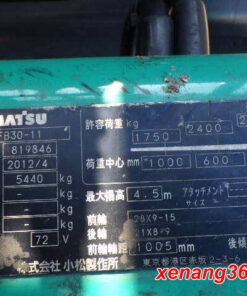 MATSU
FB30-11
819846
2012/4
5440 kg
kg
kg
72 V
許容荷重 kg 1750 2400
荷重中心 mm 1000 600
最大揚高 4.5 m アタッチメント サイズ
前輪 28X9-15
後輪 21X8-9
前輪輪距 1005 mm 後傾
株式会社 小松製作所
東京都港区赤坂2-3-6
xenang36